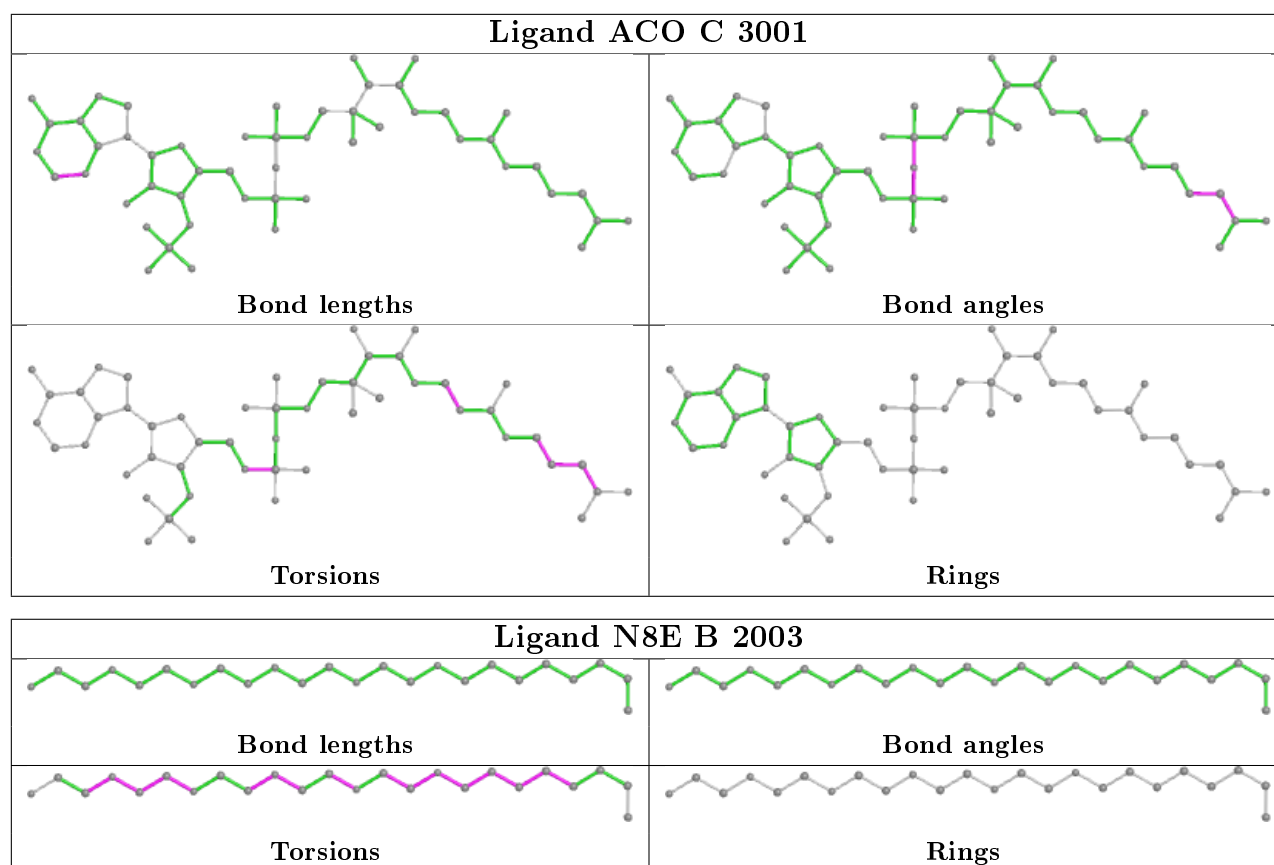 Ligand ACO C 3001
Bond lengths
Bond angles
Torsions
Rings
Ligand N8E B 2003
Bond lengths
Bond angles
Torsions
Rings